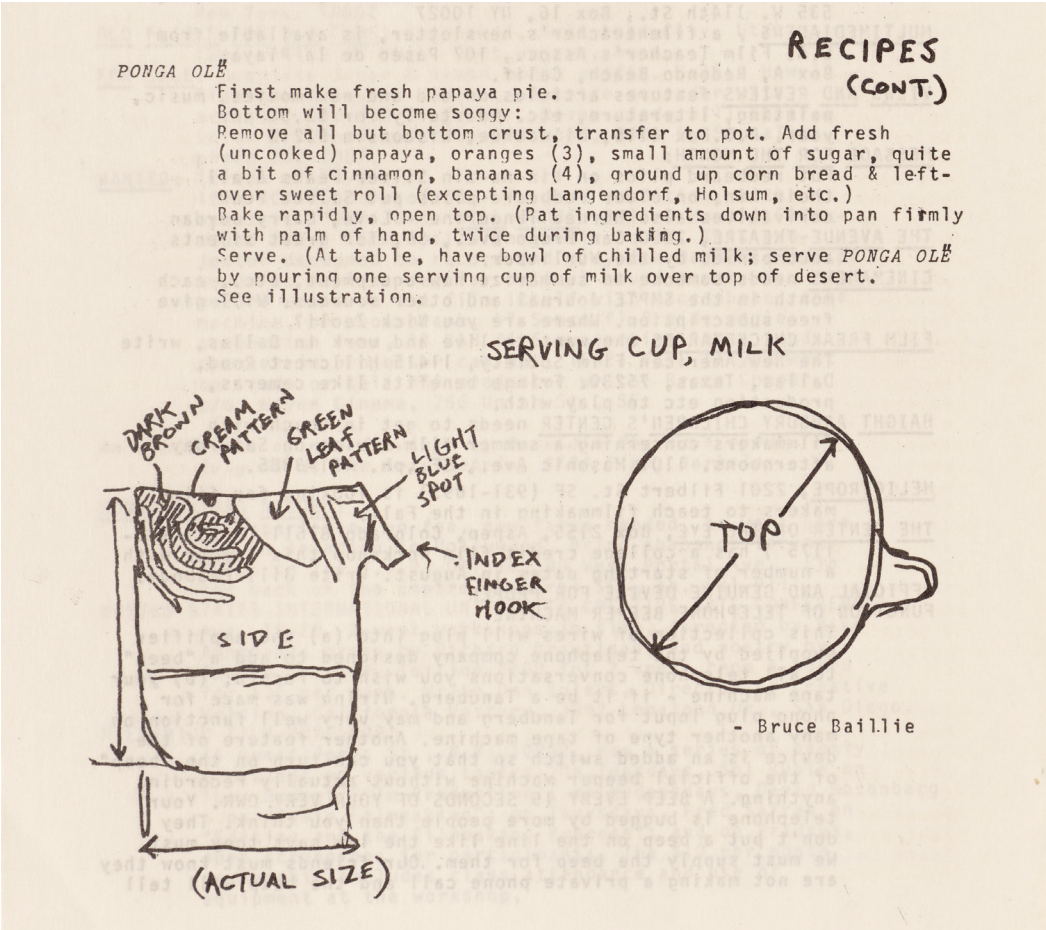 RECIPES
(CONT.)
PONGA OLË
First make fresh papaya pie.
Bottom will become soggy:
Remove all but bottom crust, transfer to pot. Add fresh
(uncooked) papaya, oranges (3), small amount of sugar, quite
a bit of cinnamon, bananas (4), ground up corn bread & left-
over sweet roll (excepting Langendorf, Holsum, etc.)
Bake rapidly, open top. (Pat ingredients down into pan firmly
with palm of hand, twice during baking.)
Serve. (At table, have bowl of chilled milk; serve PONGA OLË
by pouring one serving cup of milk over top of desert.
See illustration.
SERVING CUP, MILK
DARK
BROWN
CREAM
PATTERN
GREEN
LEAF
PATTERN
LIGHT
BLUE
SPOT
INDEX
FINGER
HOOK
SIDE
TOP
- Bruce Baillie
(ACTUAL SIZE)